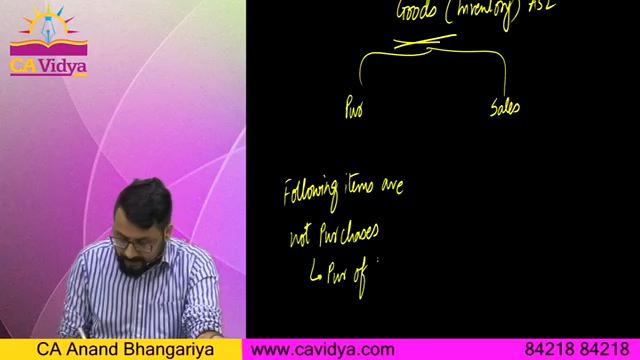 Goods (Inventory) AS2
Pur
Sales
Following items are
not Purchases
↳ Pur of
CA Vidya
CA Anand Bhangariya
www.cavidya.com
84218 84218